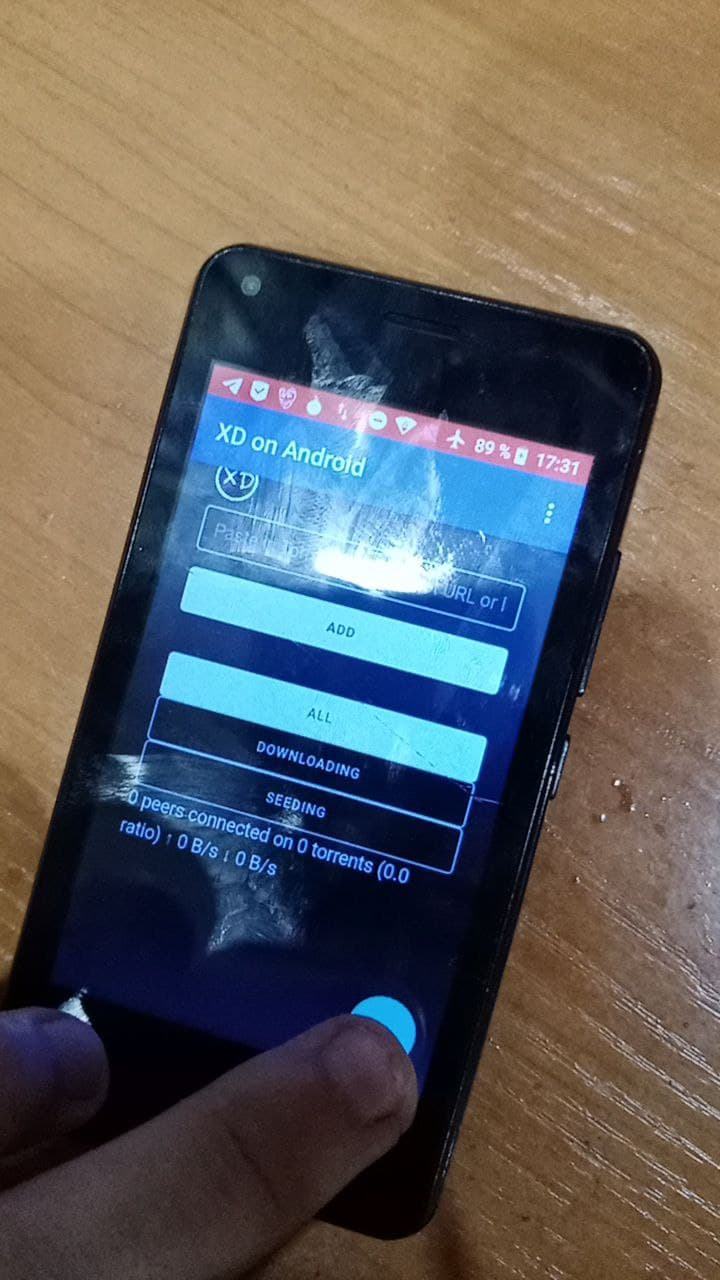 89 % 17:31
XD on Android
XD
Paste URL or
ADD
ALL
DOWNLOADING
SEEDING
0 peers connected on 0 torrents (0.0
ratio) ↑ 0 B/s ↓ 0 B/s